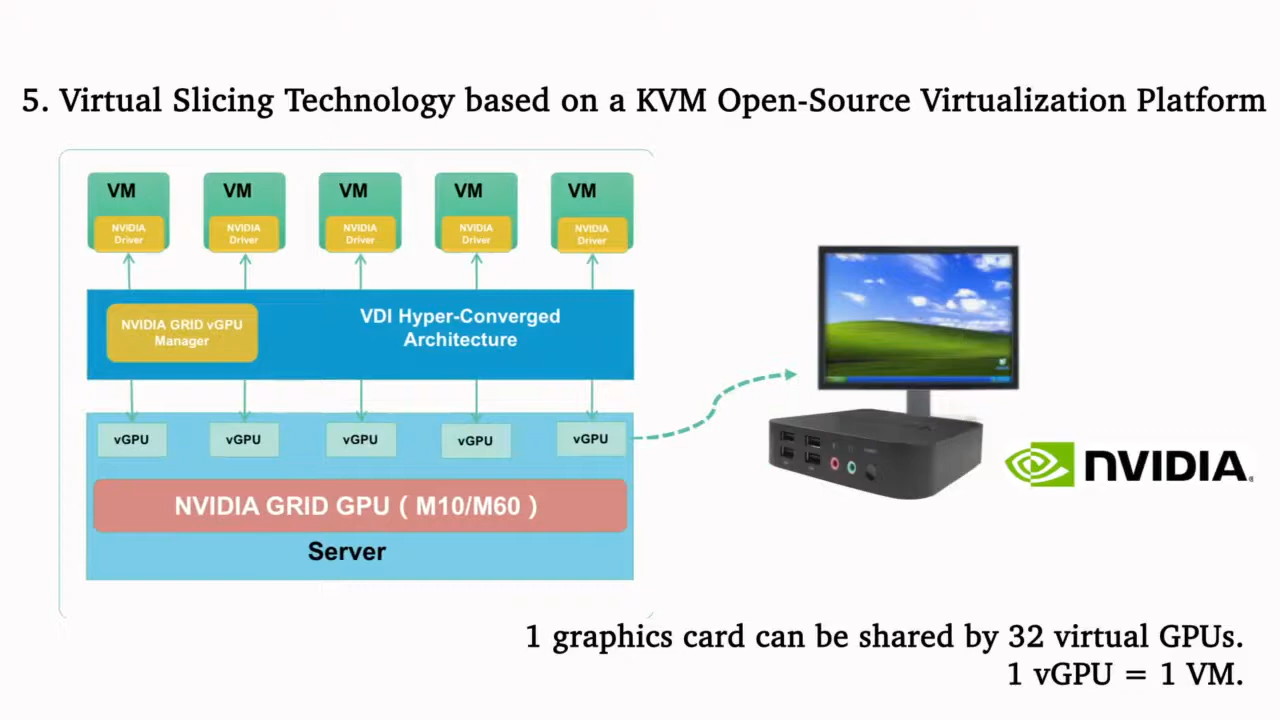 5. Virtual Slicing Technology based on a KVM Open-Source Virtualization Platform
VM
VM
VM
VM
VM
NVIDIA
Driver
NVIDIA
Driver
NVIDIA
Driver
NVIDIA
Driver
NVIDIA
Driver
NVIDIA GRID vGPU
Manager
VDI Hyper-Converged
Architecture
vGPU
vGPU
vGPU
vGPU
vGPU
NVIDIA GRID GPU ( M10/M60 )
Server
NVIDIA®
1 graphics card can be shared by 32 virtual GPUs.
1 vGPU = 1 VM.